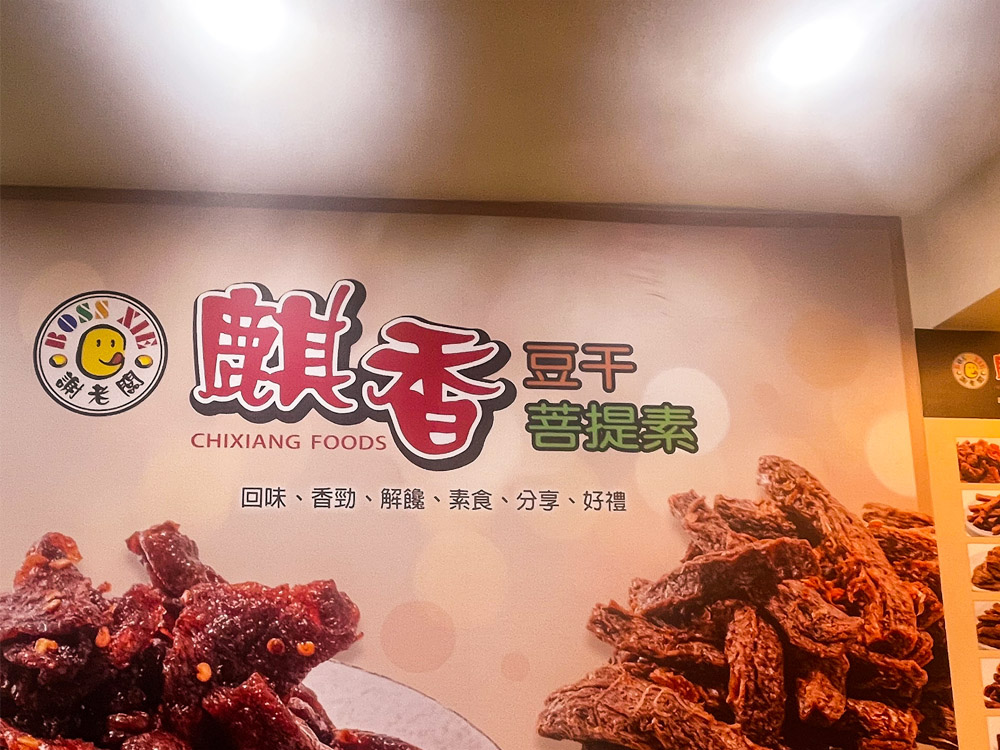 BOSS XIE
謝老闆
麒香
豆干
菩提素
CHIXIANG FOODS
回味、香勁、解饞、素食、分享、好禮